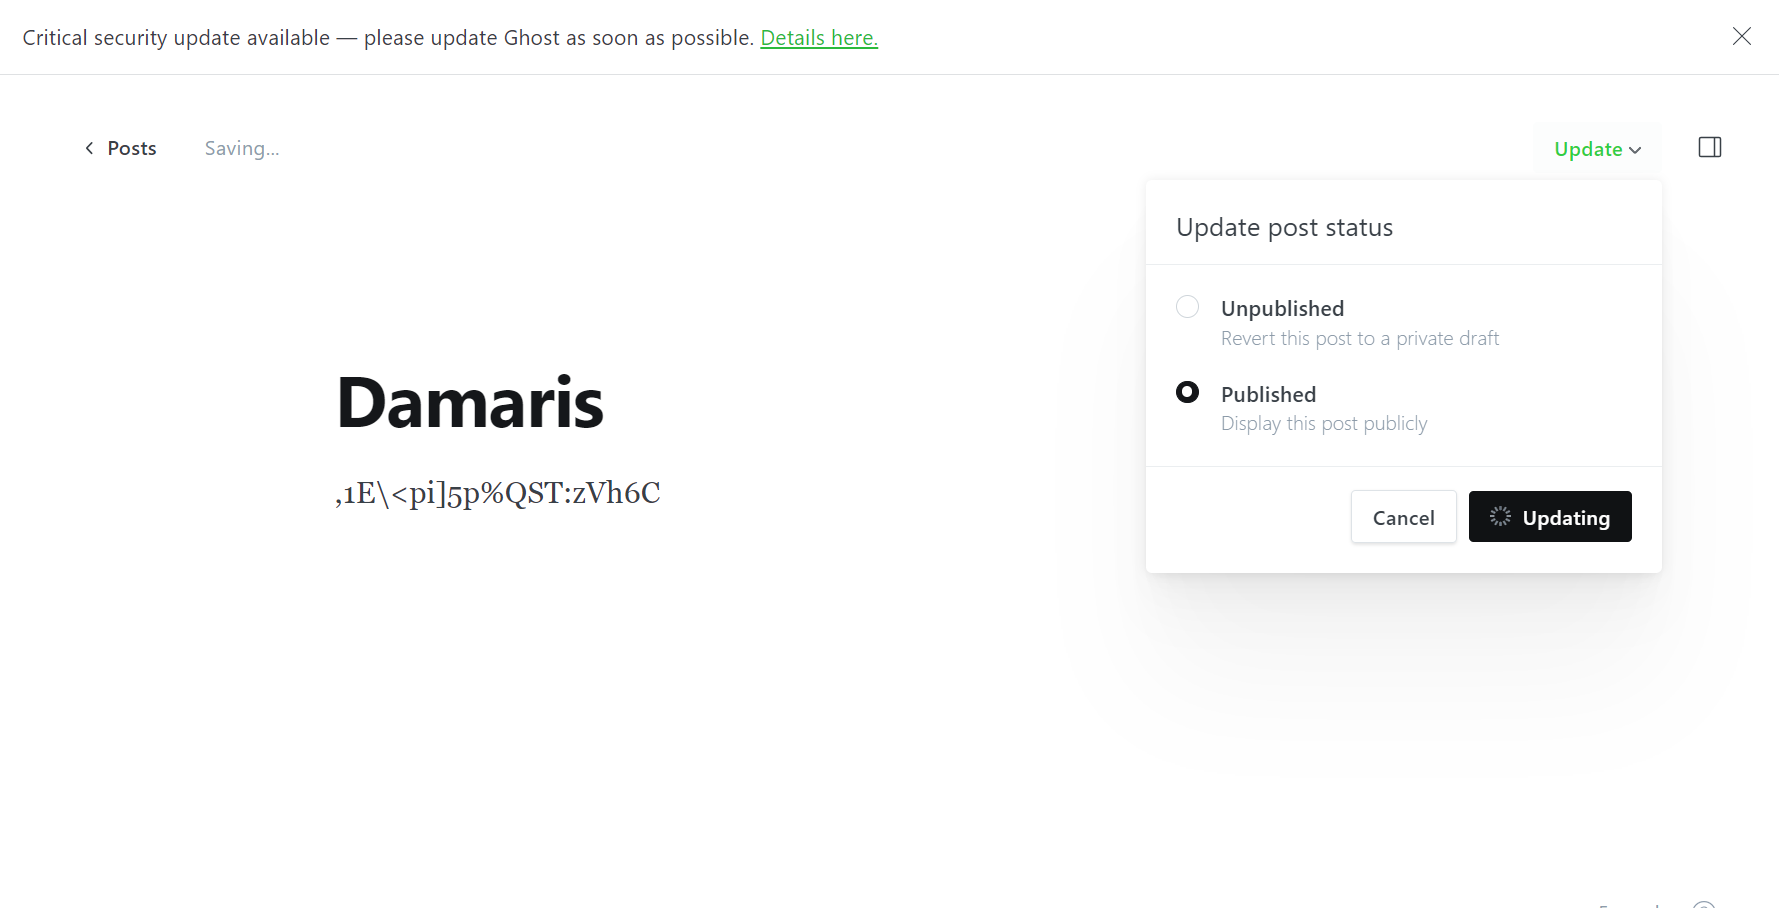 Critical security update available — please update Ghost as soon as possible. Details here.
Posts
Saving...
Update
Update post status
Unpublished
Revert this post to a private draft
Published
Display this post publicly
Cancel
Updating
Damaris
,1E\<pi]5p%QST:zVh6C